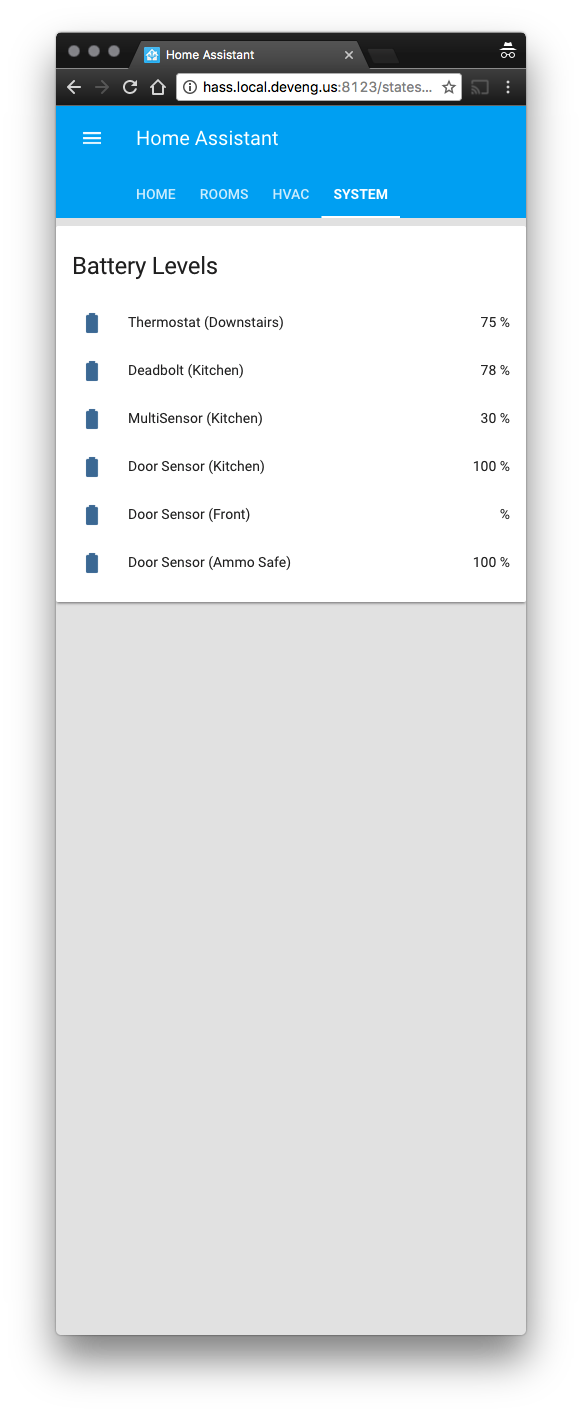 Home Assistant
hass.local.deveng.us:8123/states...
Home Assistant
HOME ROOMS HVAC SYSTEM
Battery Levels
Thermostat (Downstairs) 75 %
Deadbolt (Kitchen) 78 %
MultiSensor (Kitchen) 30 %
Door Sensor (Kitchen) 100 %
Door Sensor (Front) %
Door Sensor (Ammo Safe) 100 %